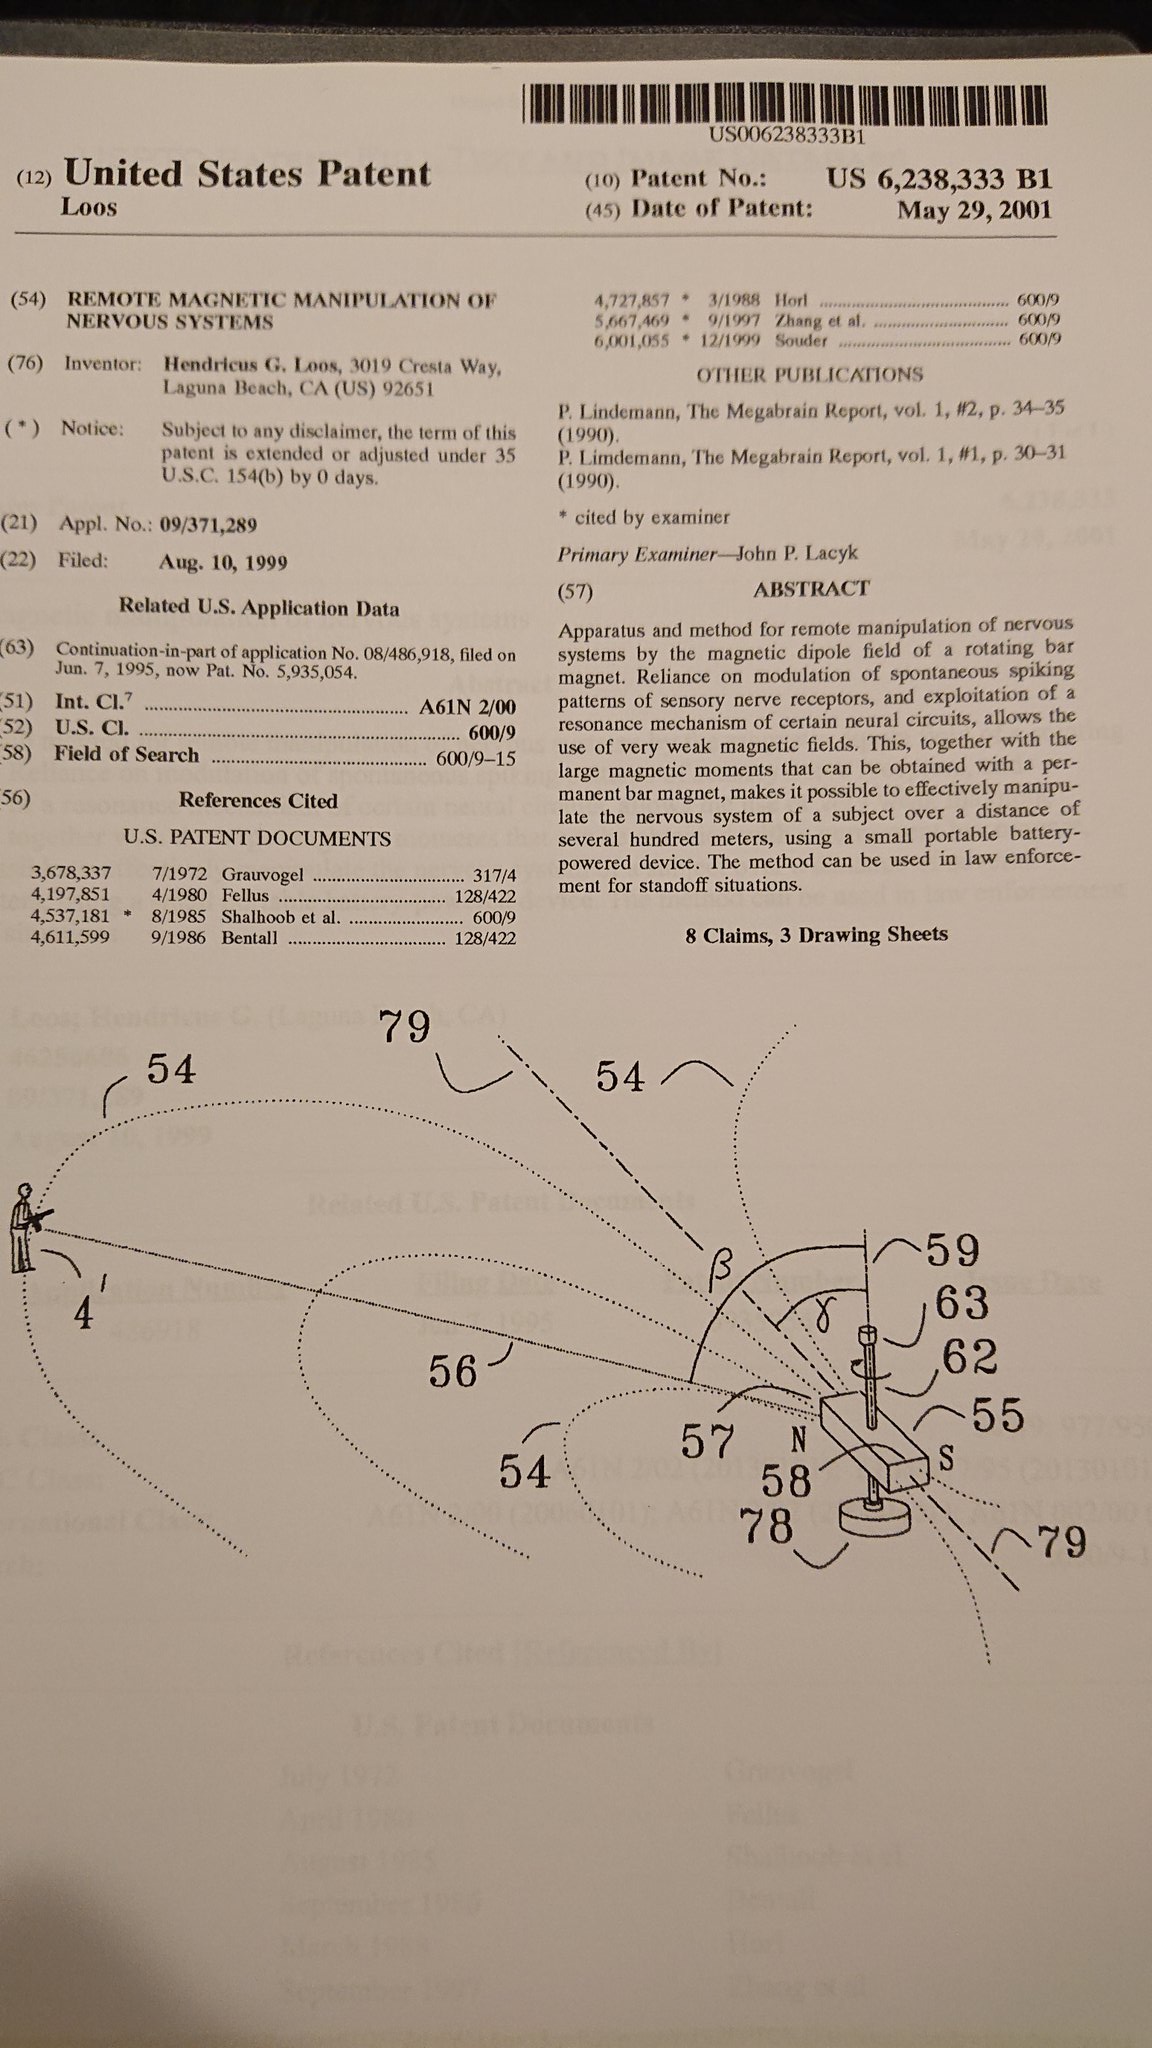 US006238333B1
(12) United States Patent
Loos
(10) Patent No.: US 6,238,333 B1
(45) Date of Patent: May 29, 2001
(54) REMOTE MAGNETIC MANIPULATION OF
NERVOUS SYSTEMS
(76) Inventor: Hendricus G. Loos, 3019 Cresta Way,
Laguna Beach, CA (US) 92651
(*) Notice: Subject to any disclaimer, the term of this
patent is extended or adjusted under 35
U.S.C. 154(b) by 0 days.
(21) Appl. No.: 09/371,289
(22) Filed: Aug. 10, 1999
Related U.S. Application Data
(63) Continuation-in-part of application No. 08/486,918, filed on
Jun. 7, 1995, now Pat. No. 5,935,054.
(51) Int. Cl.7 ........................................ A61N 2/00
(52) U.S. Cl. ........................................ 600/9
(58) Field of Search ........................................ 600/9–15
(56) References Cited
U.S. PATENT DOCUMENTS
3,678,337 7/1972 Grauvogel .............................. 317/4
4,197,851 4/1980 Fellus .............................. 128/422
4,537,181 * 8/1985 Shalhoob et al. ...................... 600/9
4,611,599 9/1986 Bentall .............................. 128/422
4,727,857 * 3/1988 Horl .............................. 600/9
5,667,469 * 9/1997 Zhang et al. ........................ 600/9
6,001,055 * 12/1999 Souder .............................. 600/9
OTHER PUBLICATIONS
P. Lindemann, The Megabrain Report, vol. 1, #2, p. 34–35
(1990).
P. Limdemann, The Megabrain Report, vol. 1, #1, p. 30–31
(1990).
* cited by examiner
Primary Examiner—John P. Lacyk
(57) ABSTRACT
Apparatus and method for remote manipulation of nervous
systems by the magnetic dipole field of a rotating bar
magnet. Reliance on modulation of spontaneous spiking
patterns of sensory nerve receptors, and exploitation of a
resonance mechanism of certain neural circuits, allows the
use of very weak magnetic fields. This, together with the
large magnetic moments that can be obtained with a per-
manent bar magnet, makes it possible to effectively manipu-
late the nervous system of a subject over a distance of
several hundred meters, using a small portable battery-
powered device. The method can be used in law enforce-
ment for standoff situations.
8 Claims, 3 Drawing Sheets
79
54
54
β
γ
59
63
62
4'
56
57
N
55
54
58
S
78
79